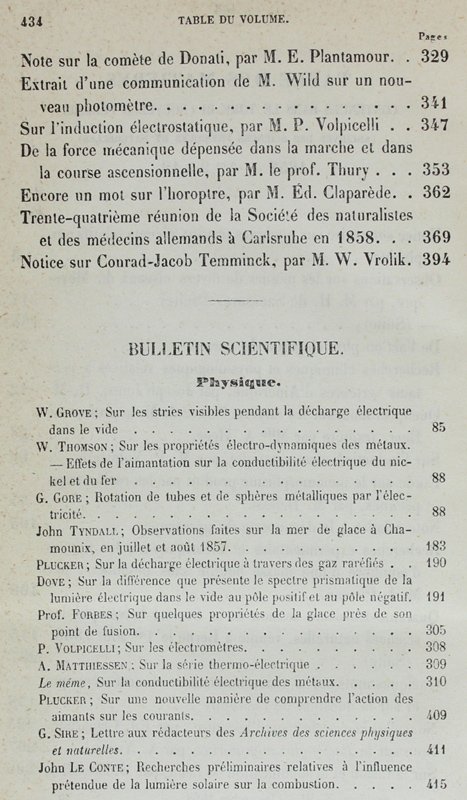 434 TABLE DU VOLUME.
Pages
Note sur la comète de Donati, par M. E. Plantamour. . 329
Extrait d'une communication de M. Wild sur un nou-
veau photomètre. . . . . . . . . . . . . . . . . 341
Sur l'induction électrostatique, par M. P. Volpicelli . . 347
De la force mécanique dépensée dans la marche et dans
la course ascensionnelle, par M. le prof. Thury . . . 353
Encore un mot sur l'horoptre, par M. Ed. Claparède. . 362
Trente-quatrième réunion de la Société des naturalistes
et des médecins allemands à Carlsruhe en 1858. . . 369
Notice sur Conrad-Jacob Temminck, par M. W. Vrolik. 394
BULLETIN SCIENTIFIQUE.
Physique.
W. GROVE; Sur les stries visibles pendant la décharge électrique
dans le vide . . . . . . . . . . . . . . . . 85
W. THOMSON; Sur les propriétés électro-dynamiques des métaux.
— Effets de l'aimantation sur la conductibilité électrique du nic-
kel et du fer . . . . . . . . . . . . . . . . 88
G. GORE; Rotation de tubes et de sphères métalliques par l'élec-
tricité. . . . . . . . . . . . . . . . . . . 88
John TYNDALL; Observations faites sur la mer de glace à Cha-
mounix, en juillet et août 1857. . . . . . . . . . 183
PLUCKER; Sur la décharge électrique à travers des gaz raréfiés . . 190
DOVE; Sur la différence que présente le spectre prismatique de la
lumière électrique dans le vide au pôle positif et au pôle négatif. 191
Prof. FORBES; Sur quelques propriétés de la glace près de son
point de fusion. . . . . . . . . . . . . . . . 305
P. VOLPICELLI; Sur les électromètres. . . . . . . . . 308
A. MATTHIESSEN; Sur la série thermo-électrique . . . . . . 309
Le même, Sur la conductibilité électrique des métaux. . . . . 310
PLUCKER; Sur une nouvelle manière de comprendre l'action des
aimants sur les courants. . . . . . . . . . . . . 409
G. SIRE; Lettre aux rédacteurs des Archives des sciences physiques
et naturelles. . . . . . . . . . . . . . . . . 411
John LE CONTE; Recherches préliminaires relatives à l'influence
prétendue de la lumière solaire sur la combustion. . . . . 415